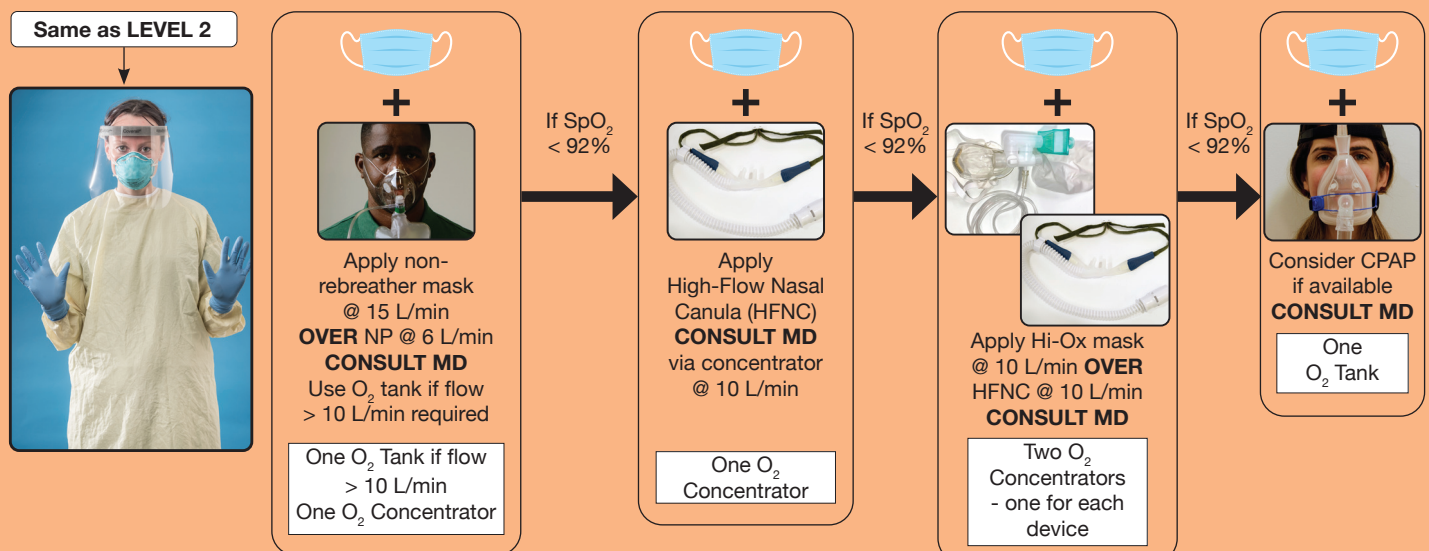 Same as LEVEL 2
Apply non-
rebreather mask
@ 15 L/min
OVER NP @ 6 L/min
CONSULT MD
Use O₂ tank if flow
> 10 L/min required
One O₂ Tank if flow
> 10 L/min
One O₂ Concentrator
If SpO₂
< 92%
Apply
High-Flow Nasal
Canula (HFNC)
CONSULT MD
via concentrator
@ 10 L/min
One O₂
Concentrator
If SpO₂
< 92%
Apply Hi-Ox mask
@ 10 L/min OVER
HFNC @ 10 L/min
CONSULT MD
Two O₂
Concentrators
- one for each
device
If SpO₂
< 92%
Consider CPAP
if available
CONSULT MD
One
O₂ Tank